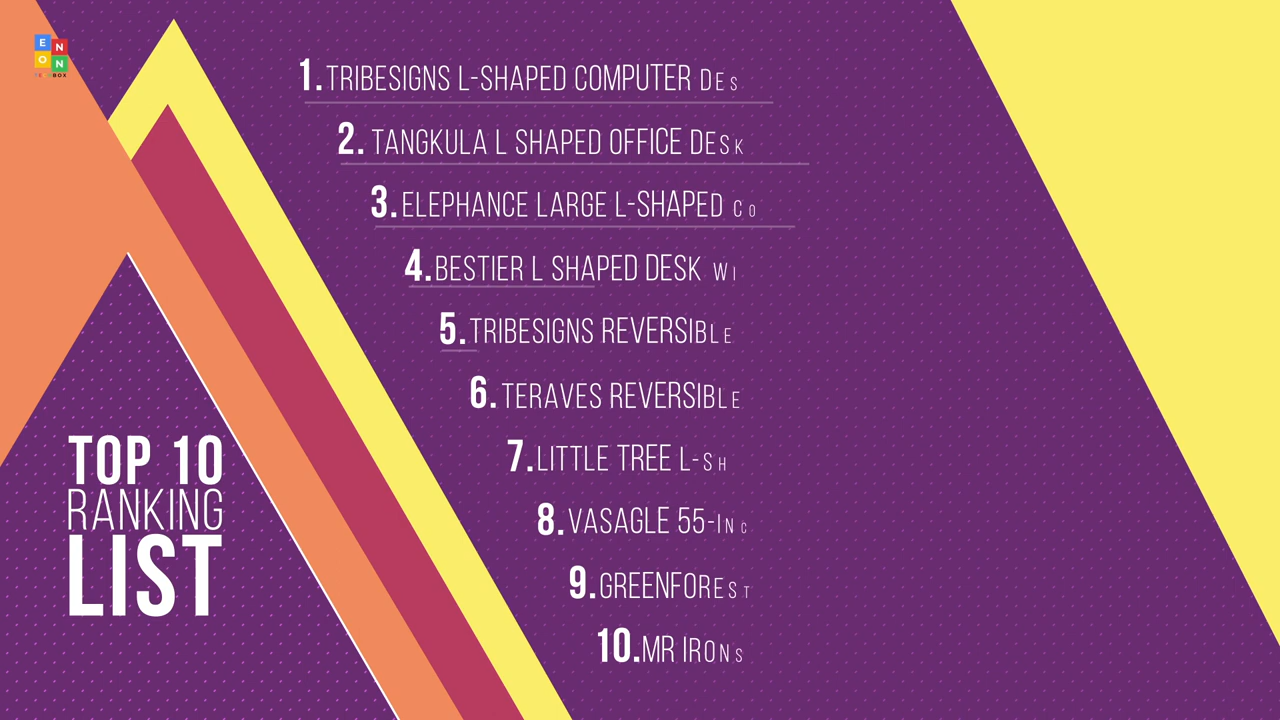 E N
O N
TECHBOX
1. TRIBESIGNS L-SHAPED COMPUTER DES
2. TANGKULA L SHAPED OFFICE DESK
3. ELEPHANCE LARGE L-SHAPED CO
4. BESTIER L SHAPED DESK WI
5. TRIBESIGNS REVERSIBLE
6. TERAVES REVERSIBLE
7. LITTLE TREE L-SH
8. VASAGLE 55-INC
9. GREENFOREST
10. MR IRONS
TOP 10
RANKING
LIST